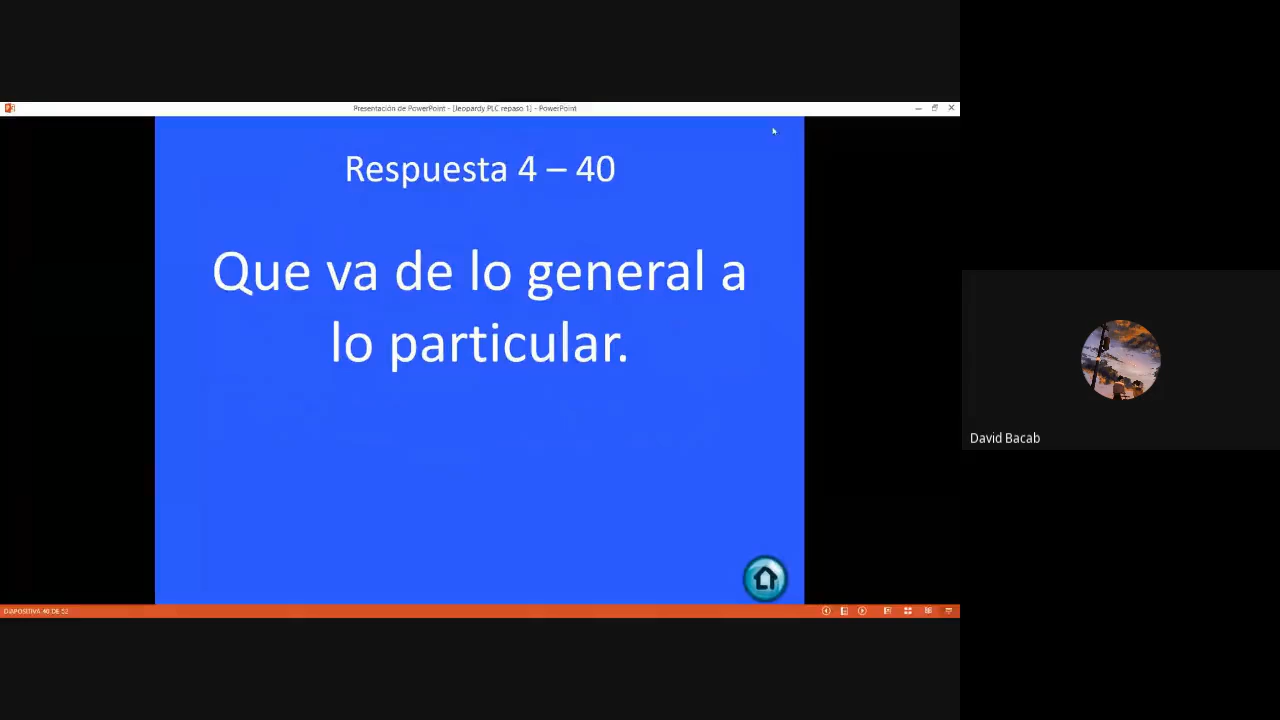 Presentación de PowerPoint - [Jeopardy PLC repaso 1] - PowerPoint
Respuesta 4 – 40
Que va de lo general a
lo particular.
David Bacab
DIAPOSITIVA 40 DE 52